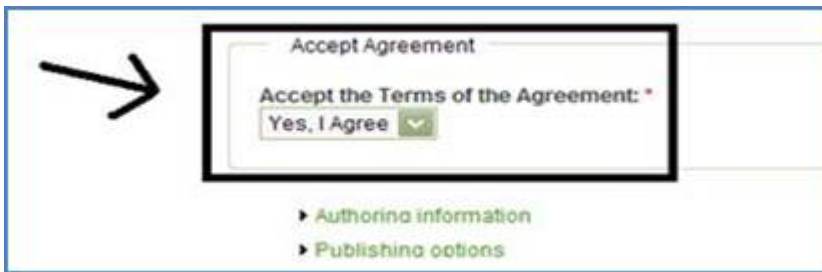 Accept Agreement
Accept the Terms of the Agreement: *
Yes, I Agree
Authoring information
Publishing options